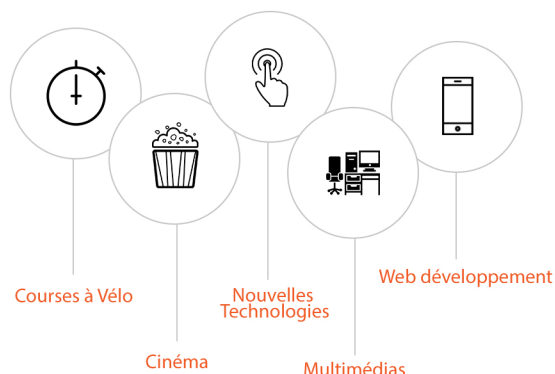 Courses à Vélo
Cinéma
Nouvelles
Technologies
Multimédias
Web développement